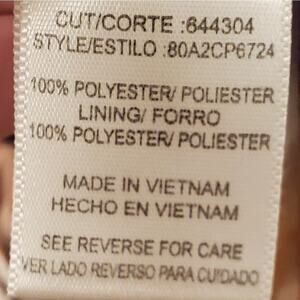 CUT/CORTE :644304
STYLE/ESTILO :80A2CP6724
100% POLYESTER/ POLIESTER
LINING/ FORRO
100% POLYESTER/ POLIESTER
MADE IN VIETNAM
HECHO EN VIETNAM
SEE REVERSE FOR CARE
VER LADO REVERSO PARA CUIDADO